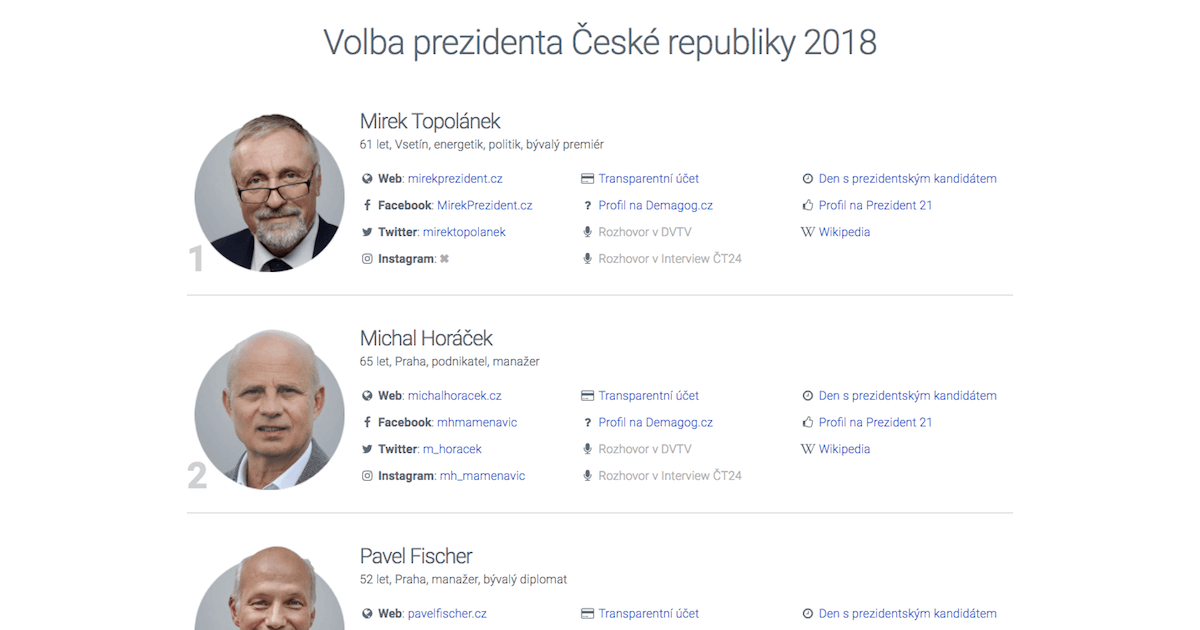 Volba prezidenta České republiky 2018
Mirek Topolánek
61 let, Vsetín, energetik, politik, bývalý premiér
Web: mirekprezident.cz
Facebook: MirekPrezident.cz
Twitter: mirektopolanek
Instagram: ✖
Transparentní účet
? Profil na Demagog.cz
Rozhovor v DVTV
Rozhovor v Interview ČT24
Den s prezidentským kandidátem
Profil na Prezident 21
W Wikipedia
1
Michal Horáček
65 let, Praha, podnikatel, manažer
Web: michalhoracek.cz
Facebook: mhmamenavic
Twitter: m_horacek
Instagram: mh_mamenavic
Transparentní účet
? Profil na Demagog.cz
Rozhovor v DVTV
Rozhovor v Interview ČT24
Den s prezidentským kandidátem
Profil na Prezident 21
W Wikipedia
2
Pavel Fischer
52 let, Praha, manažer, bývalý diplomat
Web: pavelfischer.cz
Transparentní účet
Den s prezidentským kandidátem